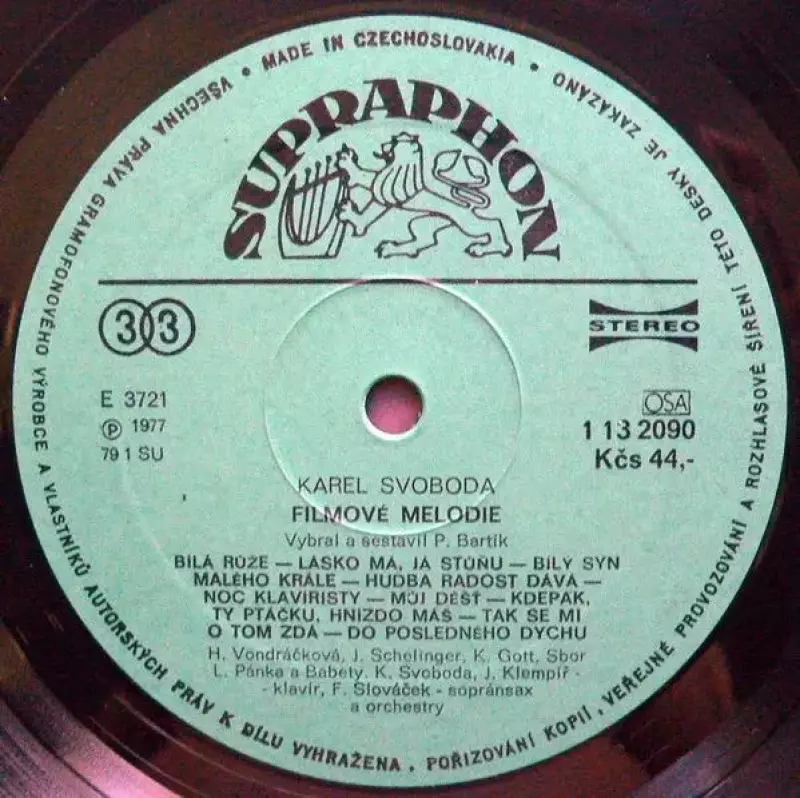 VŠECHNA PRÁVA GRAMOFONOVÉHO VÝROBCE A VLASTNÍKŮ AUTORSKÝCH PRÁV K DÍLU VYHRAŽENA. POŘIZOVÁNÍ KOPIÍ, VEŘEJNÉ PROVOZOVÁNÍ A ROZHLASOVÉ ŠÍŘENÍ TÉTO DESKY JE ZAKÁZÁNO • MADE IN CZECHOSLOVAKIA •
SUPRAPHON
33
STEREO
E 3721
Ⓟ 1977
79 1 SU
OSA
1 13 2090
Kčs 44,-
KAREL SVOBODA
FILMOVÉ MELODIE
Vybral a sestavil P. Bartík
BÍLÁ RŮŽE — LÁSKO MÁ, JÁ STŮŇU — BÍLÝ SYN
MALÉHO KRÁLE — HUDBA RADOST DÁVÁ —
NOC KLAVIRISTY — MŮJ DÉŠŤ — KDEPAK,
TY PTÁČKU, HNÍZDO MÁŠ — TAK SE MI
O TOM ZDÁ — DO POSLEDNÉHO DYCHU
H. Vondráčková, J. Schelinger, K. Gott, Sbor
L. Pánka a Babety. K. Svoboda, J. Klempíř -
- klavír, F. Slováček - sopránsax
a orchestry